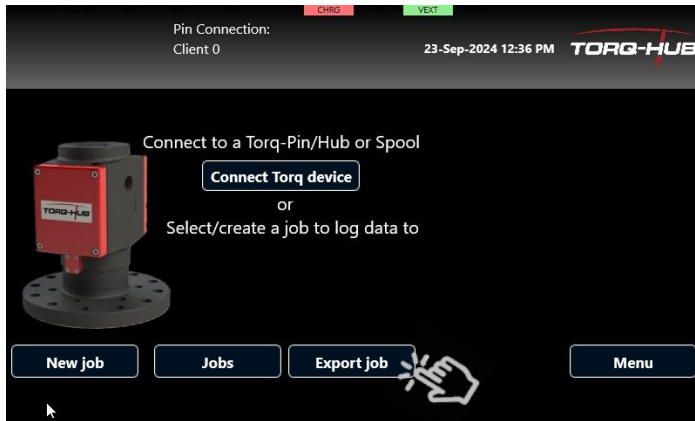 CHRG
VEXT
Pin Connection:
Client 0
23-Sep-2024 12:36 PM
TORQ-HUB
Connect to a Torq-Pin/Hub or Spool
Connect Torq device
TORQ-HUB
or
Select/create a job to log data to
New job
Jobs
Export job
Menu